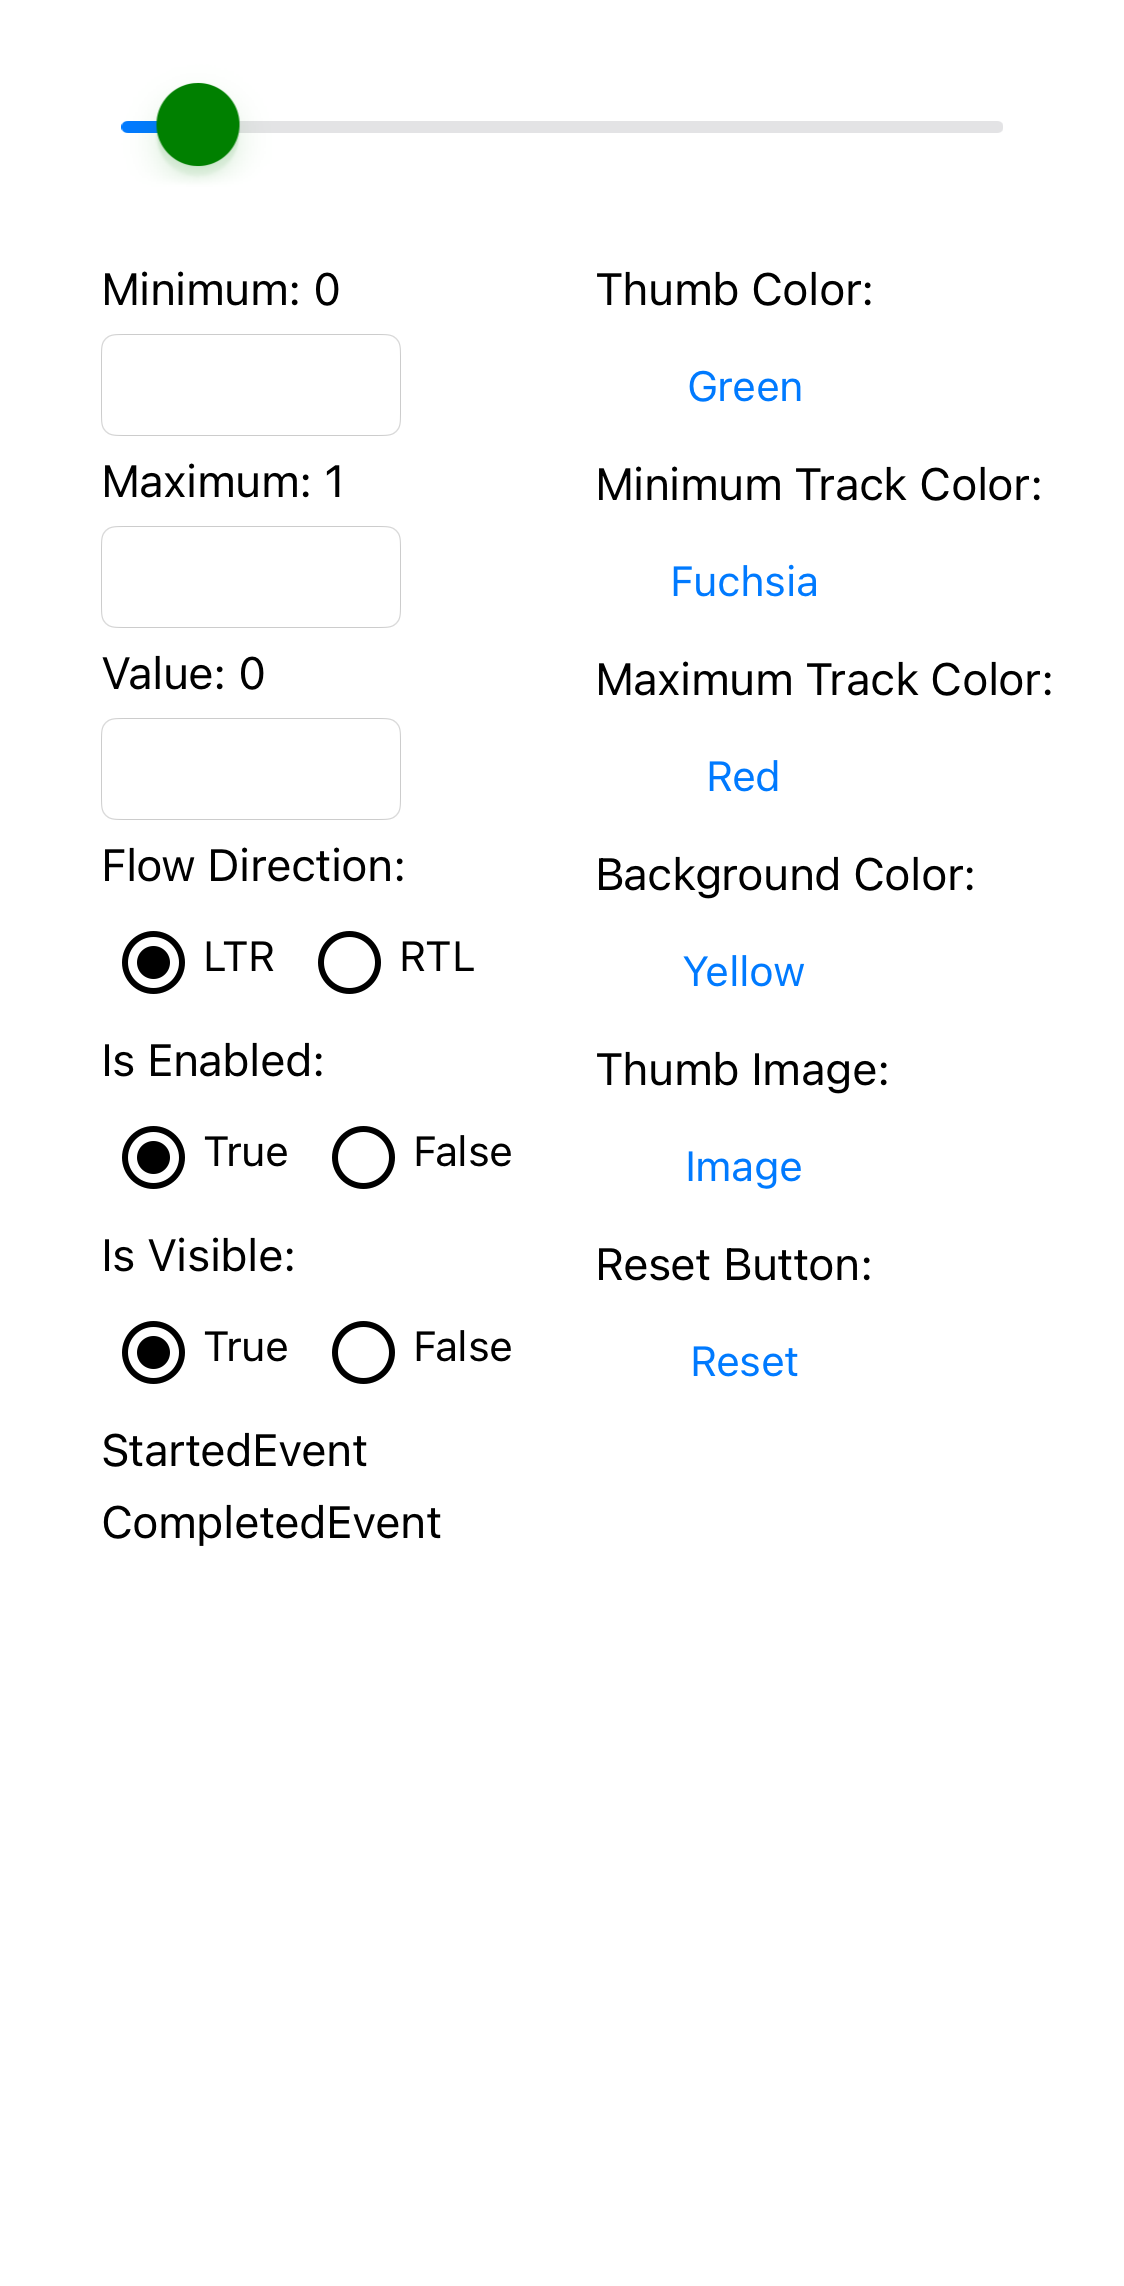 Minimum: 0
Maximum: 1
Value: 0
Flow Direction:
LTR RTL
Is Enabled:
True False
Is Visible:
True False
StartedEvent
CompletedEvent
Thumb Color:
Green
Minimum Track Color:
Fuchsia
Maximum Track Color:
Red
Background Color:
Yellow
Thumb Image:
Image
Reset Button:
Reset